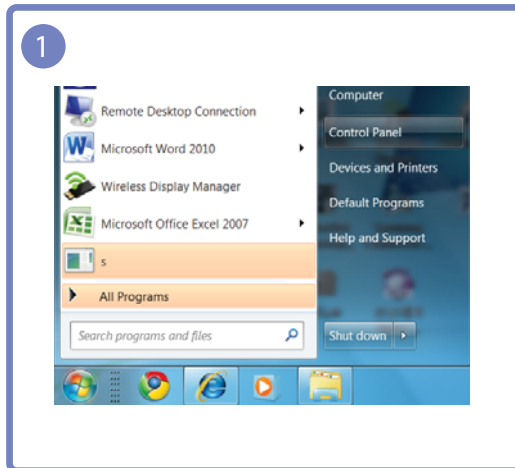 1
Remote Desktop Connection
Microsoft Word 2010
Wireless Display Manager
Microsoft Office Excel 2007
s
All Programs
Search programs and files
Computer
Control Panel
Devices and Printers
Default Programs
Help and Support
Shut down